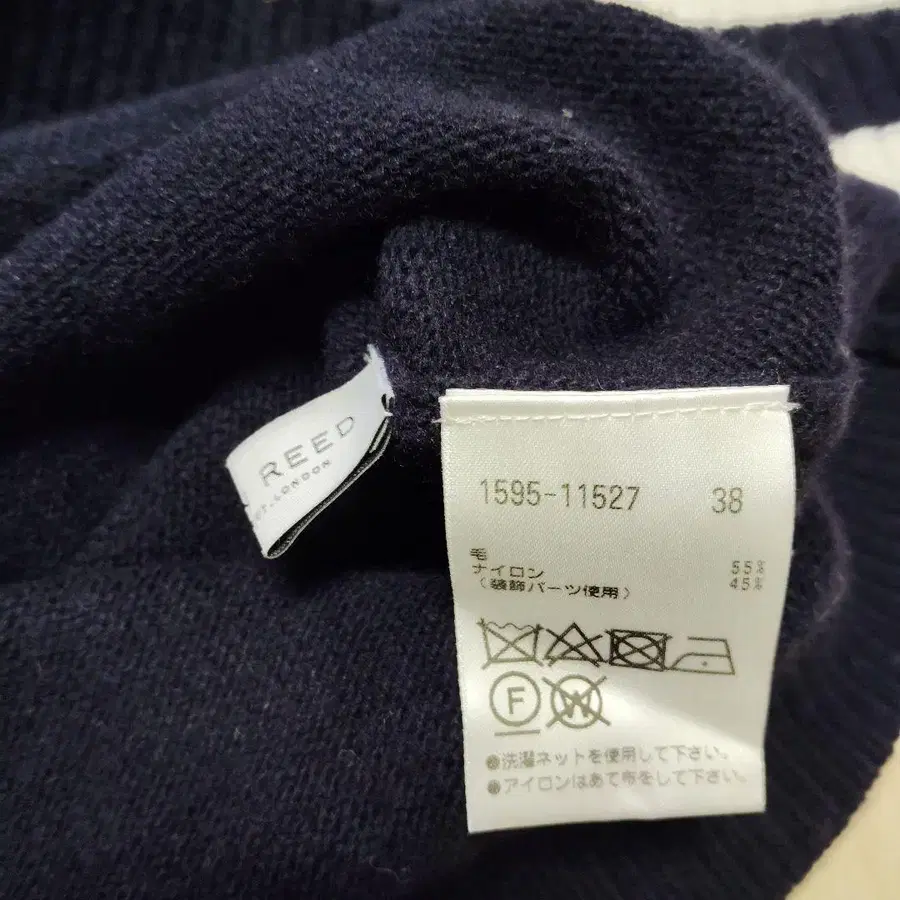 REED
LONDON
1595-11527 38
毛 55%
ナイロン 45%
(装飾パーツ使用)
F
W
●洗濯ネットを使用して下さい。
●アイロンはあて布をして下さい。